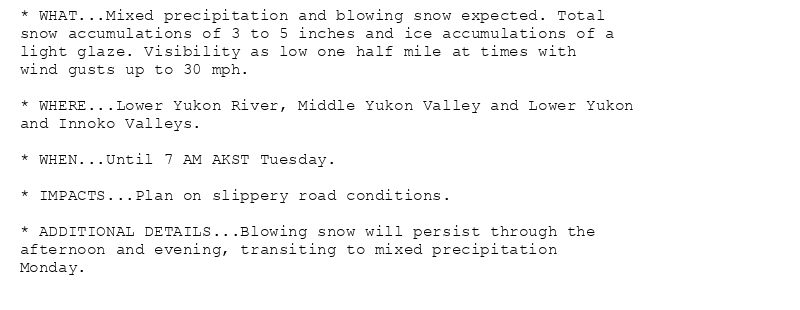 * WHAT...Mixed precipitation and blowing snow expected. Total
snow accumulations of 3 to 5 inches and ice accumulations of a
light glaze. Visibility as low one half mile at times with
wind gusts up to 30 mph.
* WHERE...Lower Yukon River, Middle Yukon Valley and Lower Yukon
and Innoko Valleys.
* WHEN...Until 7 AM AKST Tuesday.
* IMPACTS...Plan on slippery road conditions.
* ADDITIONAL DETAILS...Blowing snow will persist through the
afternoon and evening, transiting to mixed precipitation
Monday.